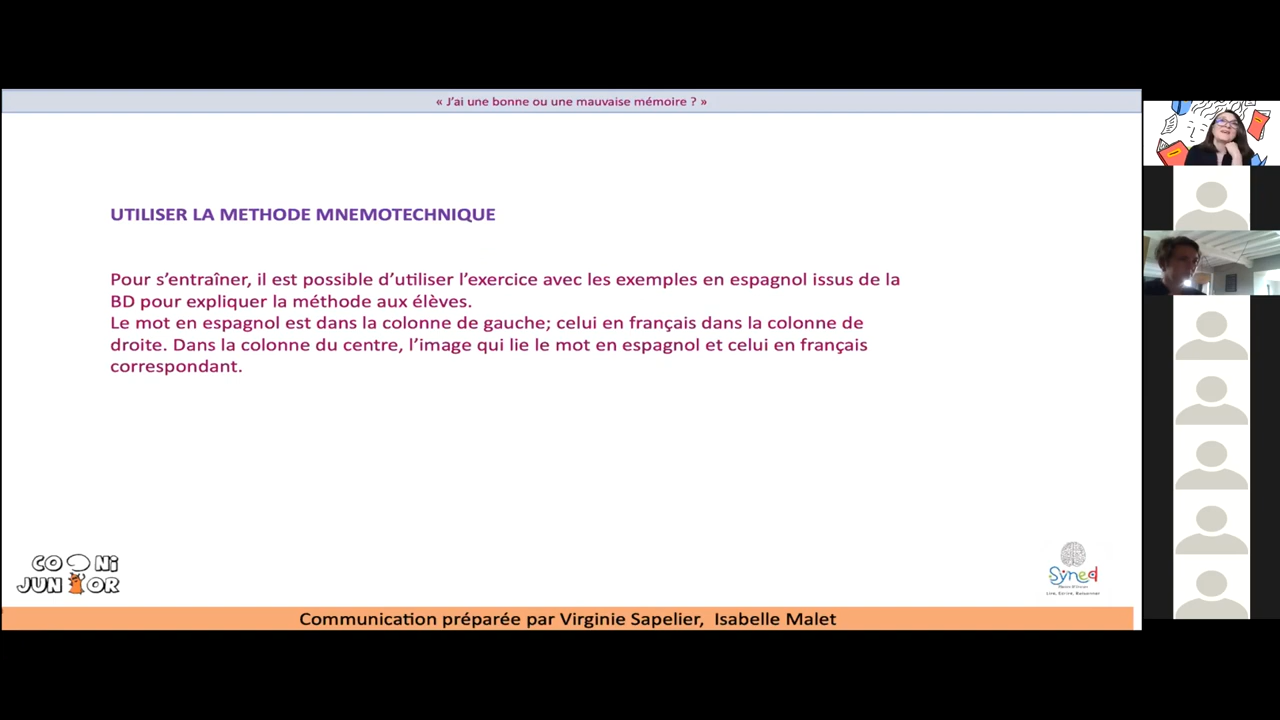 « J'ai une bonne ou une mauvaise mémoire ? »
UTILISER LA METHODE MNEMOTECHNIQUE
Pour s'entraîner, il est possible d'utiliser l'exercice avec les exemples en espagnol issus de la
BD pour expliquer la méthode aux élèves.
Le mot en espagnol est dans la colonne de gauche; celui en français dans la colonne de
droite. Dans la colonne du centre, l'image qui lie le mot en espagnol et celui en français
correspondant.
COGNI
JUNIOR
Syned
Communication préparée par Virginie Sapelier,  Isabelle Malet